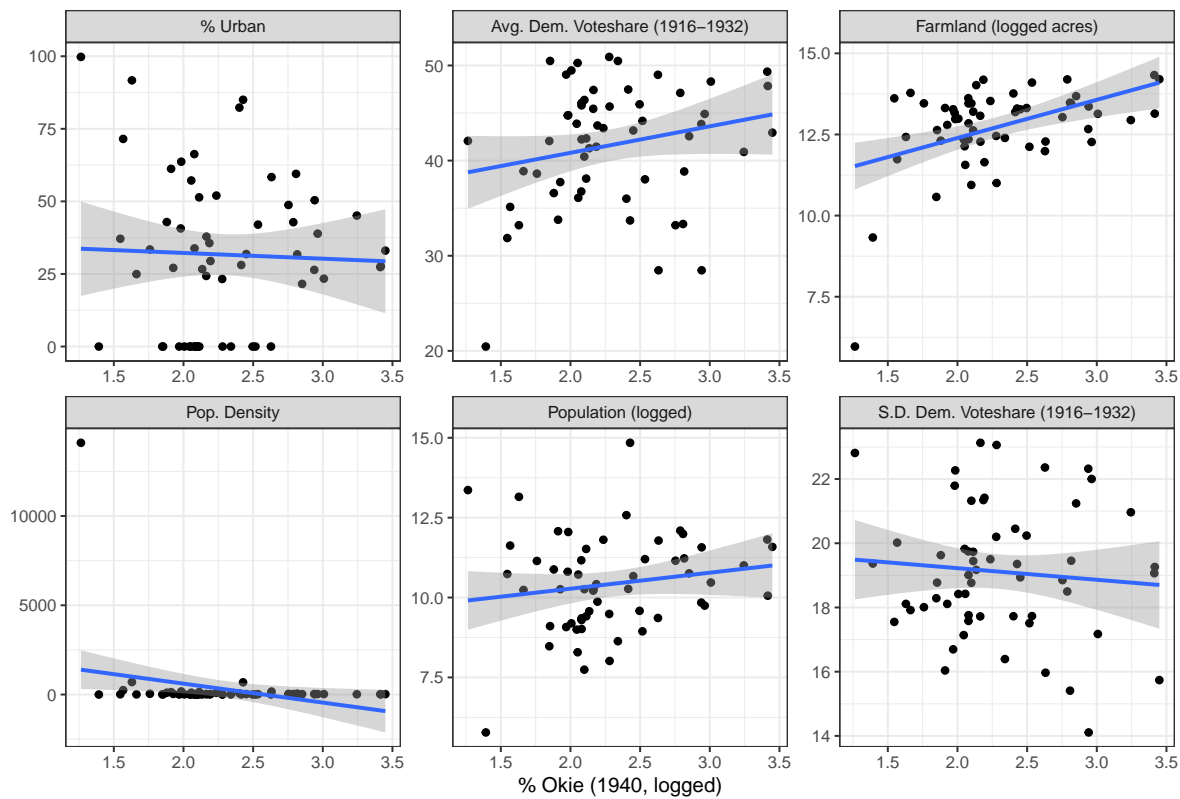 % Urban
Avg. Dem. Voteshare (1916−1932)
Farmland (logged acres)
100
75
50
25
0
50
40
30
20
15.0
12.5
10.0
7.5
1.5 2.0 2.5 3.0 3.5
1.5 2.0 2.5 3.0 3.5
1.5 2.0 2.5 3.0 3.5
Pop. Density
Population (logged)
S.D. Dem. Voteshare (1916−1932)
10000
5000
0
15.0
12.5
10.0
7.5
22
20
18
16
14
1.5 2.0 2.5 3.0 3.5
1.5 2.0 2.5 3.0 3.5
1.5 2.0 2.5 3.0 3.5
% Okie (1940, logged)